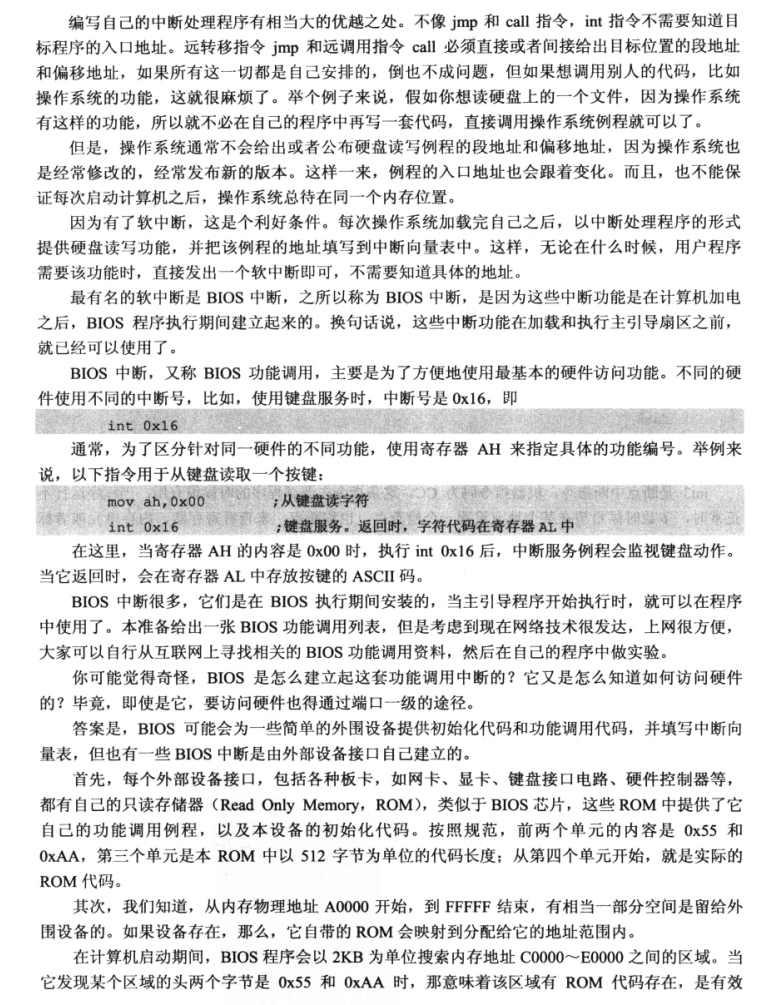 编写自己的中断处理程序有相当大的优越之处。不像 jmp 和 call 指令，int 指令不需要知道目
标程序的入口地址。远转移指令 jmp 和远调用指令 call 必须直接或者间接给出目标位置的段地址
和偏移地址，如果所有这一切都是自己安排的，倒也不成问题，但如果想调用别人的代码，比如
操作系统的功能，这就很麻烦了。举个例子来说，假如你想读硬盘上的一个文件，因为操作系统
有这样的功能，所以就不必在自己的程序中再写一套代码，直接调用操作系统例程就可以了。
但是，操作系统通常不会给出或者公布硬盘读写例程的段地址和偏移地址，因为操作系统也
是经常修改的，经常发布新的版本。这样一来，例程的入口地址也会跟着变化。而且，也不能保
证每次启动计算机之后，操作系统总待在同一个内存位置。
因为有了软中断，这是个利好条件。每次操作系统加载完自己之后，以中断处理程序的形式
提供硬盘读写功能，并把该例程的地址填写到中断向量表中。这样，无论在什么时候，用户程序
需要该功能时，直接发出一个软中断即可，不需要知道具体的地址。
最有名的软中断是 BIOS 中断，之所以称为 BIOS 中断，是因为这些中断功能是在计算机加电
之后，BIOS 程序执行期间建立起来的。换句话说，这些中断功能在加载和执行主引导扇区之前，
就已经可以使用了。
BIOS 中断，又称 BIOS 功能调用，主要是为了方便地使用最基本的硬件访问功能。不同的硬
件使用不同的中断号，比如，使用键盘服务时，中断号是 0x16，即
int 0x16
通常，为了区分针对同一硬件的不同功能，使用寄存器 AH 来指定具体的功能编号。举例来
说，以下指令用于从键盘读取一个按键：
mov ah,0x00 ;从键盘读字符
int 0x16 ;键盘服务。返回时，字符代码在寄存器 AL 中
在这里，当寄存器 AH 的内容是 0x00 时，执行 int 0x16 后，中断服务例程会监视键盘动作。
当它返回时，会在寄存器 AL 中存放按键的 ASCII 码。
BIOS 中断很多，它们是在 BIOS 执行期间安装的，当主引导程序开始执行时，就可以在程序
中使用了。本准备给出一张 BIOS 功能调用列表，但是考虑到现在网络技术很发达，上网很方便，
大家可以自行从互联网上寻找相关的 BIOS 功能调用资料，然后在自己的程序中做实验。
你可能觉得奇怪，BIOS 是怎么建立起这套功能调用中断的？它又是怎么知道如何访问硬件
的？毕竟，即使是它，要访问硬件也得通过端口一级的途径。
答案是，BIOS 可能会为一些简单的外围设备提供初始化代码和功能调用代码，并填写中断向
量表，但也有一些 BIOS 中断是由外部设备接口自己建立的。
首先，每个外部设备接口，包括各种板卡，如网卡、显卡、键盘接口电路、硬件控制器等，
都有自己的只读存储器（Read Only Memory，ROM），类似于 BIOS 芯片，这些 ROM 中提供了它
自己的功能调用例程，以及本设备的初始化代码。按照规范，前两个单元的内容是 0x55 和
0xAA，第三个单元是本 ROM 中以 512 字节为单位的代码长度；从第四个单元开始，就是实际的
ROM 代码。
其次，我们知道，从内存物理地址 A0000 开始，到 FFFFF 结束，有相当一部分空间是留给外
围设备的。如果设备存在，那么，它自带的 ROM 会映射到分配给它的地址范围内。
在计算机启动期间，BIOS 程序会以 2KB 为单位搜索内存地址 C0000～E0000 之间的区域。当
它发现某个区域的头两个字节是 0x55 和 0xAA 时，那意味着该区域有 ROM 代码存在，是有效